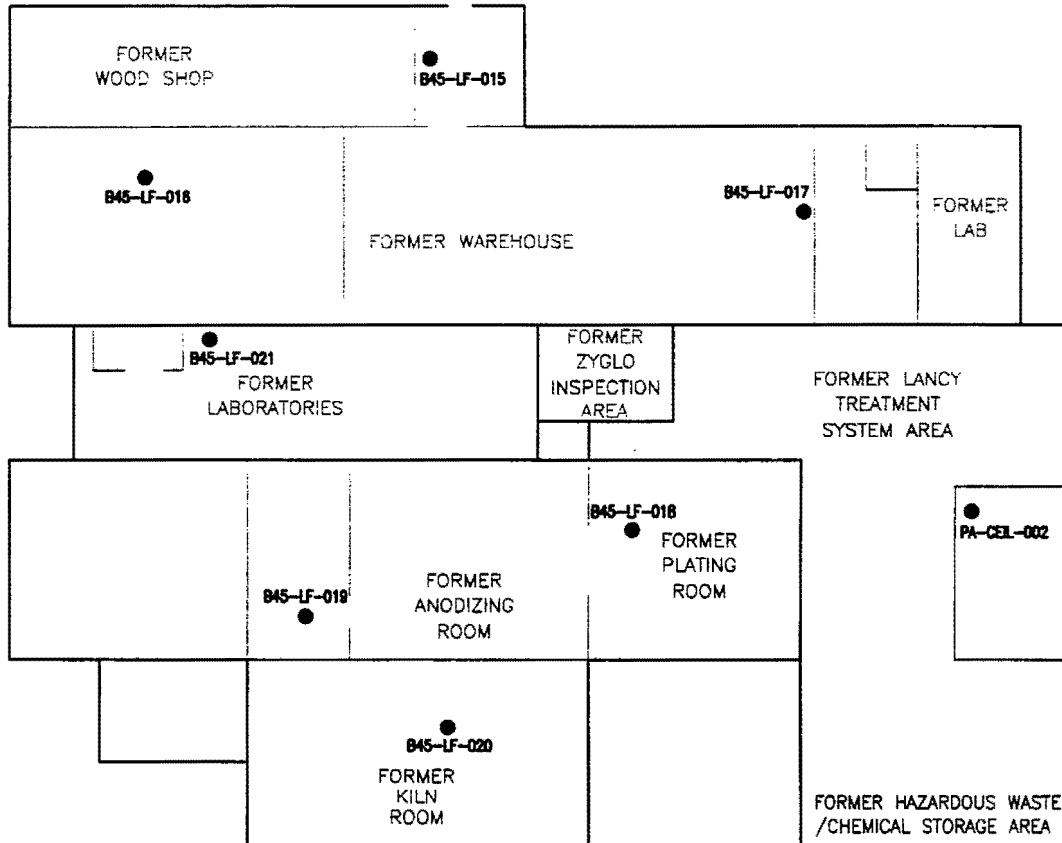 FORMER
WOOD SHOP
B45-LF-015
B45-LF-016
B45-LF-017
FORMER WAREHOUSE
FORMER
LAB
B45-LF-021
FORMER
LABORATORIES
FORMER
ZYGLO
INSPECTION
AREA
FORMER LANCY
TREATMENT
SYSTEM AREA
B45-LF-018
FORMER
PLATING
ROOM
PA-CEIL-002
B45-LF-019
FORMER
ANODIZING
ROOM
B45-LF-020
FORMER
KILN
ROOM
FORMER HAZARDOUS WASTE
/CHEMICAL STORAGE AREA